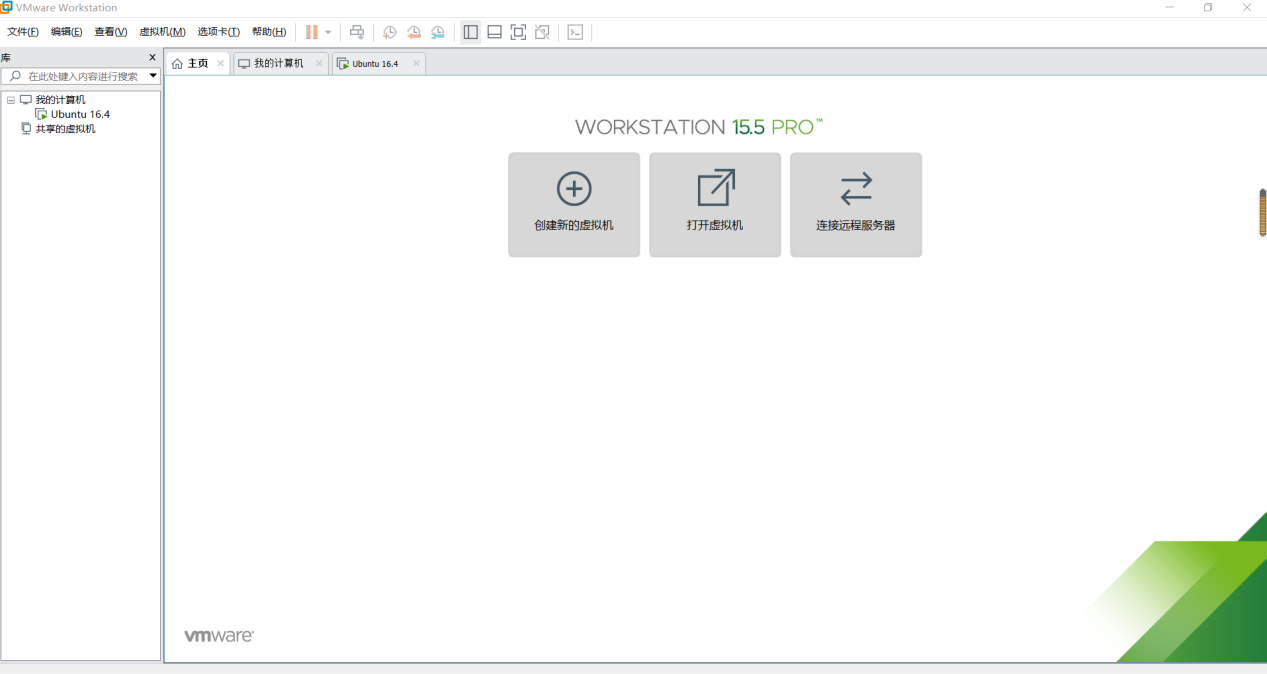 VMware Workstation
文件(F) 编辑(E) 查看(V) 虚拟机(M) 选项卡(T) 帮助(H)
库
在此处键入内容进行搜索
我的计算机
Ubuntu 16.4
共享的虚拟机
主页 我的计算机 Ubuntu 16.4
WORKSTATION 15.5 PRO™
创建新的虚拟机 打开虚拟机 连接远程服务器
vmware